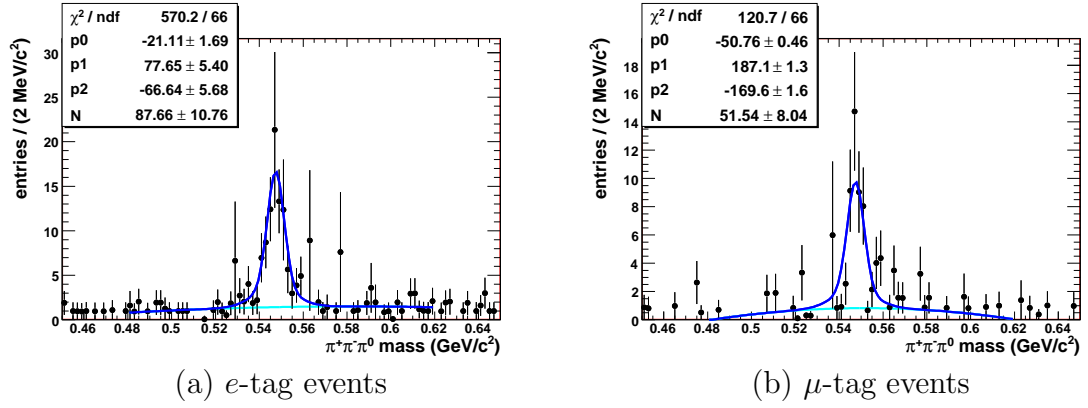 χ² / ndf 570.2 / 66
p0 -21.11 ± 1.69
p1 77.65 ± 5.40
p2 -66.64 ± 5.68
N 87.66 ± 10.76
entries / (2 MeV/c²)
30
25
20
15
10
5
0
0.46 0.48 0.5 0.52 0.54 0.56 0.58 0.6 0.62 0.64
π⁺π⁻π⁰ mass (GeV/c²)
(a) e-tag events
χ² / ndf 120.7 / 66
p0 -50.76 ± 0.46
p1 187.1 ± 1.3
p2 -169.6 ± 1.6
N 51.54 ± 8.04
entries / (2 MeV/c²)
18
16
14
12
10
8
6
4
2
0
0.46 0.48 0.5 0.52 0.54 0.56 0.58 0.6 0.62 0.64
π⁺π⁻π⁰ mass (GeV/c²)
(b) μ-tag events